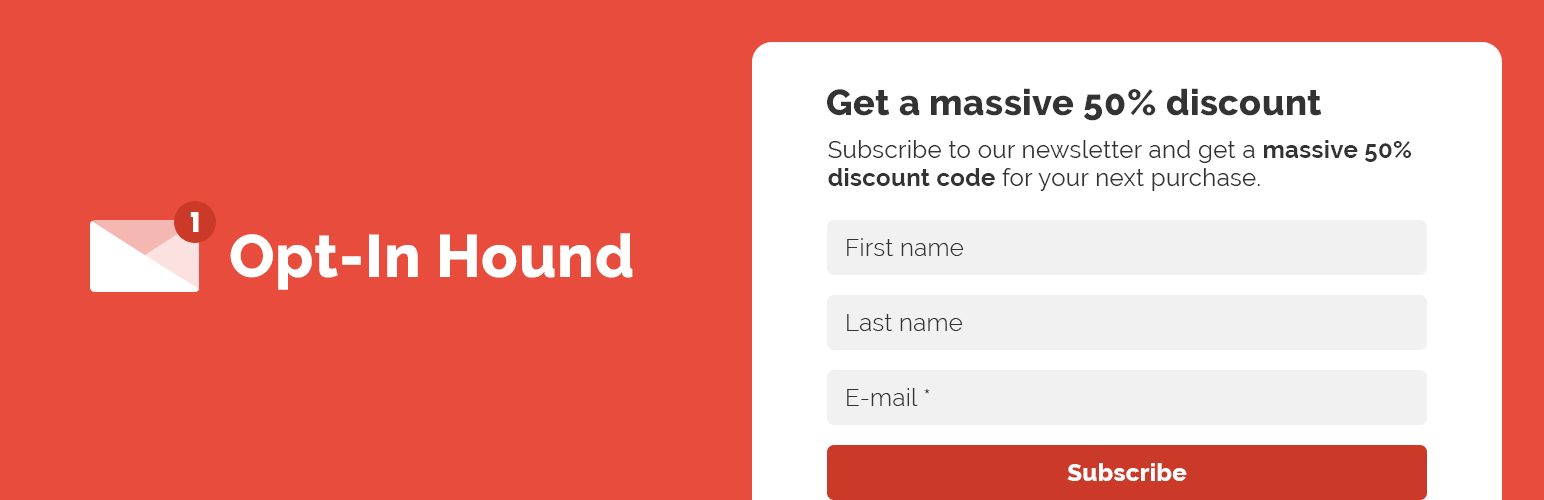 1
Opt-In Hound
Get a massive 50% discount
Subscribe to our newsletter and get a massive 50%
discount code for your next purchase.
First name
Last name
E-mail *
Subscribe